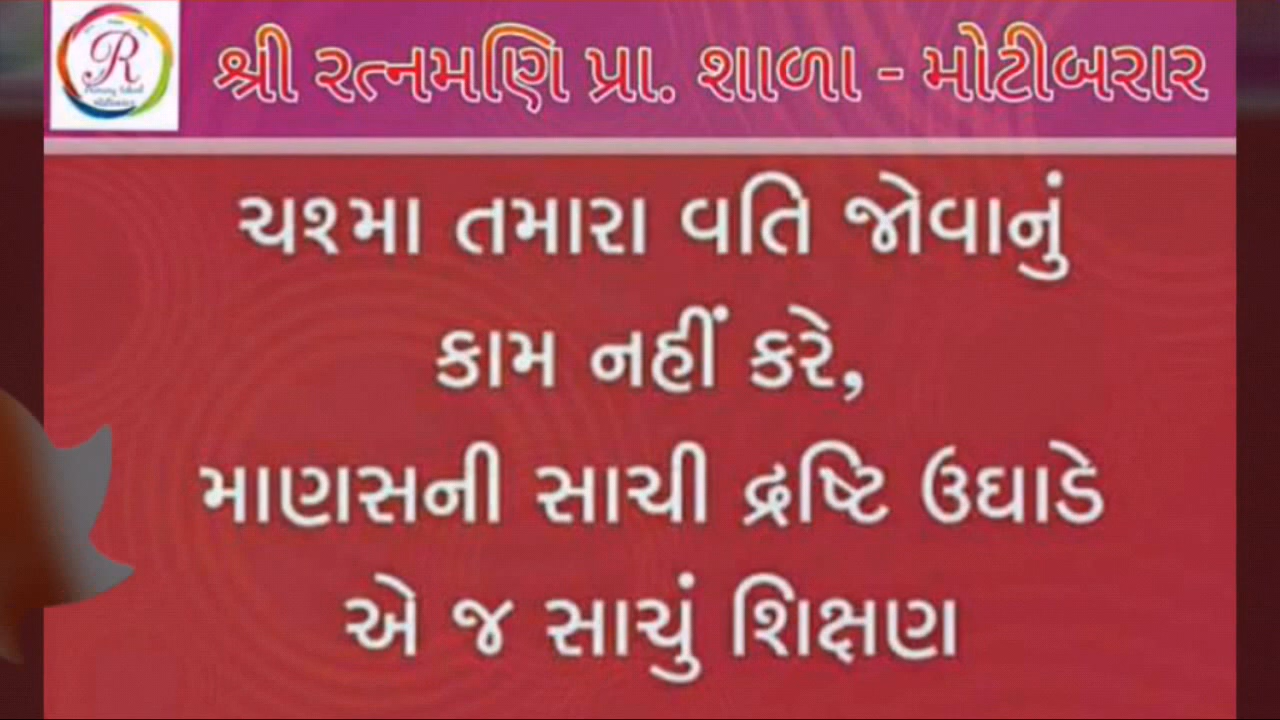 R
શ્રી રત્નમણિ પ્રા. શાળા - મોટીબરાર
ચશ્મા તમારા વતિ જોવાનું
કામ નહીં કરે,
માણસની સાચી દ્રષ્ટિ ઉઘાડે
એ જ સાચું શિક્ષણ